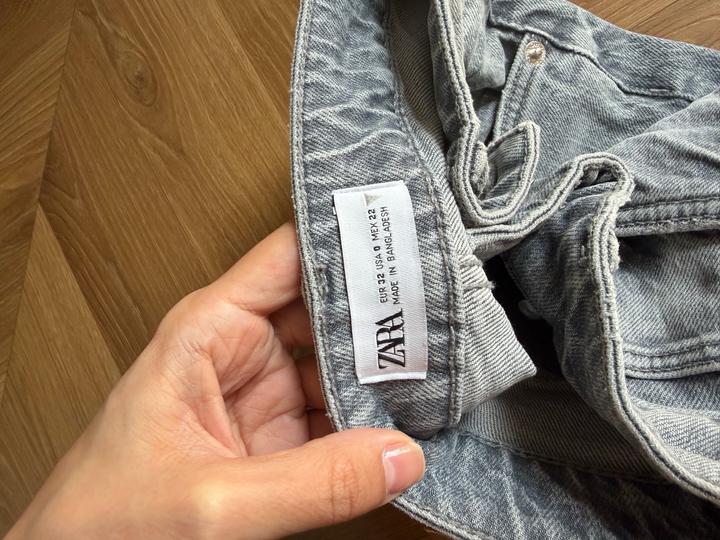 ZARA
EUR 32 USA 0 MEX 22
MADE IN BANGLADESH